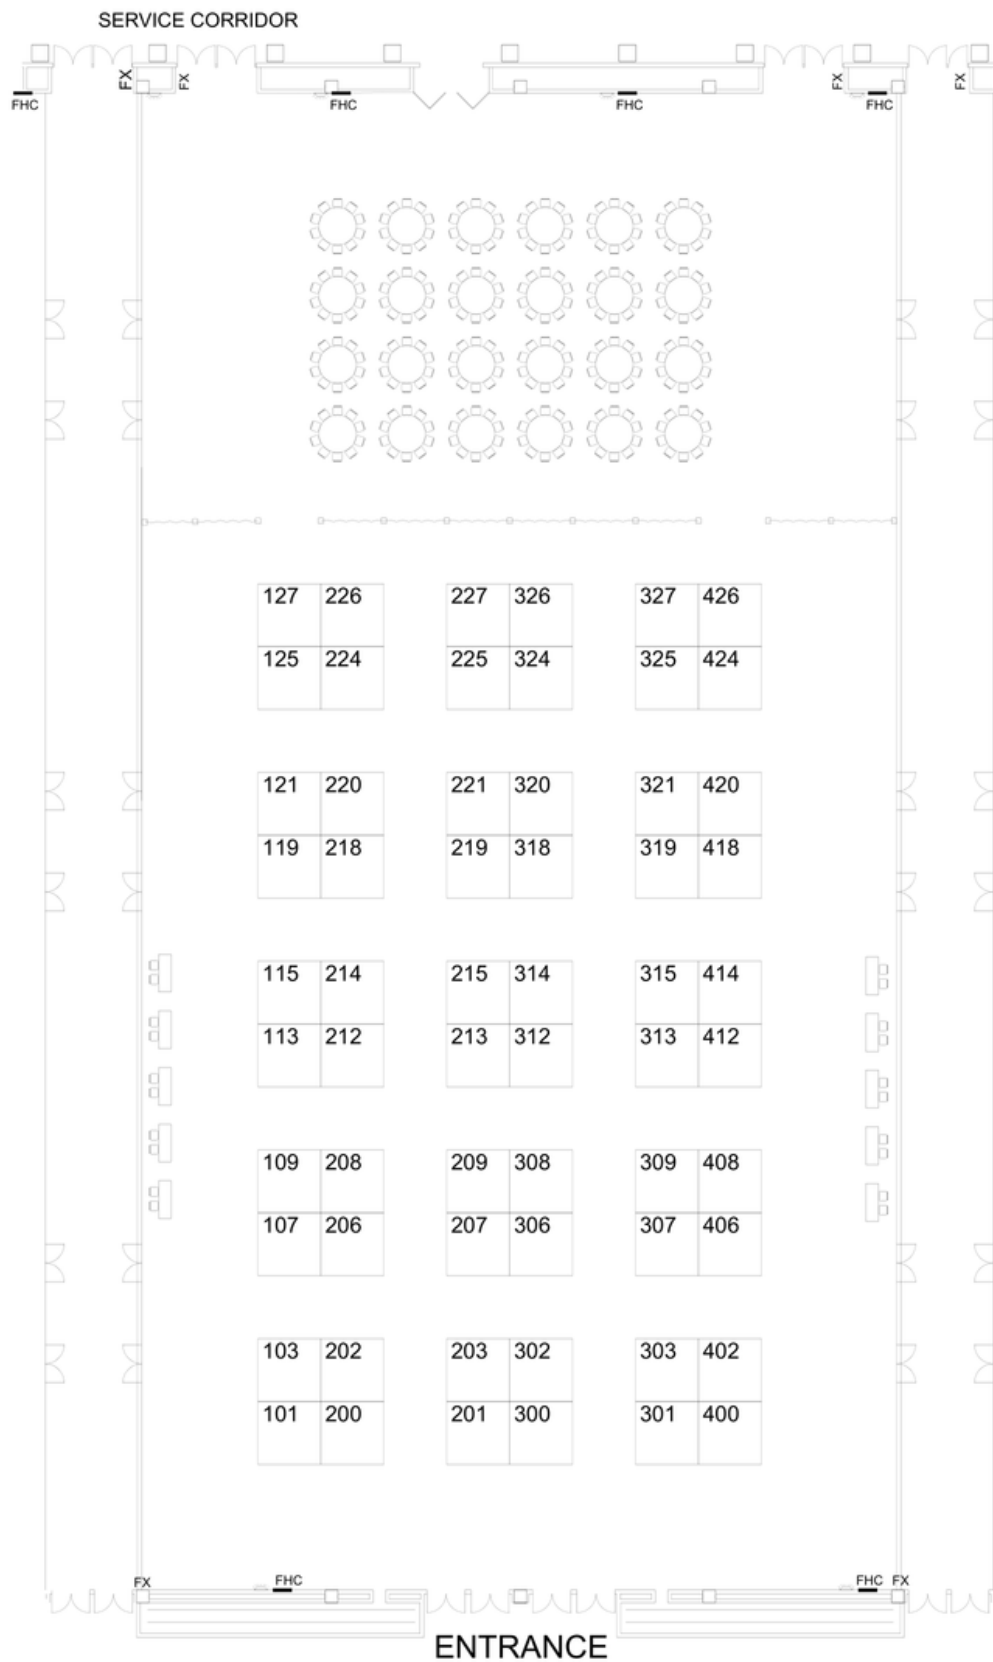 SERVICE CORRIDOR
FX FX FX FX
FHC FHC FHC FHC
127 226 227 326 327 426
125 224 225 324 325 424
121 220 221 320 321 420
119 218 219 318 319 418
115 214 215 314 315 414
113 212 213 312 313 412
109 208 209 308 309 408
107 206 207 306 307 406
103 202 203 302 303 402
101 200 201 300 301 400
FX FHC FHC FX
ENTRANCE